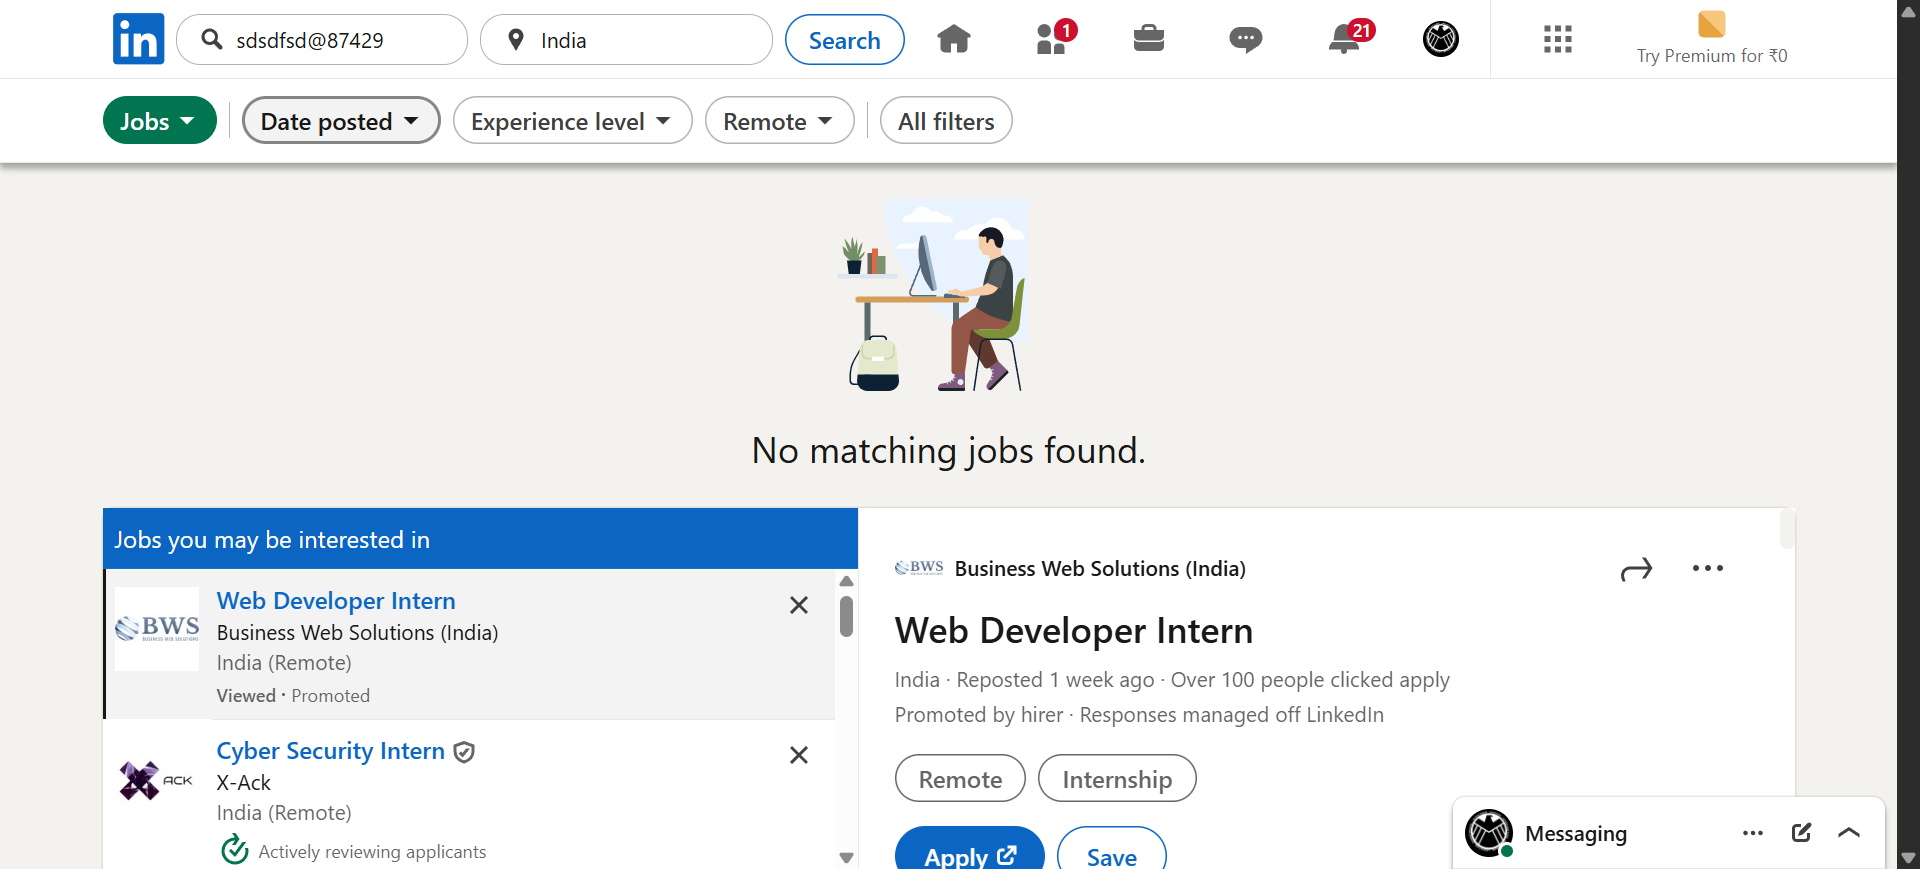 in
sdsdfsd@87429
India
Search
1
21
Try Premium for ₹0
Jobs
Date posted
Experience level
Remote
All filters
No matching jobs found.
Jobs you may be interested in
BWS
Web Developer Intern
Business Web Solutions (India)
India (Remote)
Viewed · Promoted
ACK
Cyber Security Intern
X-Ack
India (Remote)
Actively reviewing applicants
BWS
Business Web Solutions (India)
Web Developer Intern
India · Reposted 1 week ago · Over 100 people clicked apply
Promoted by hirer · Responses managed off LinkedIn
Remote
Internship
Apply
Save
Messaging